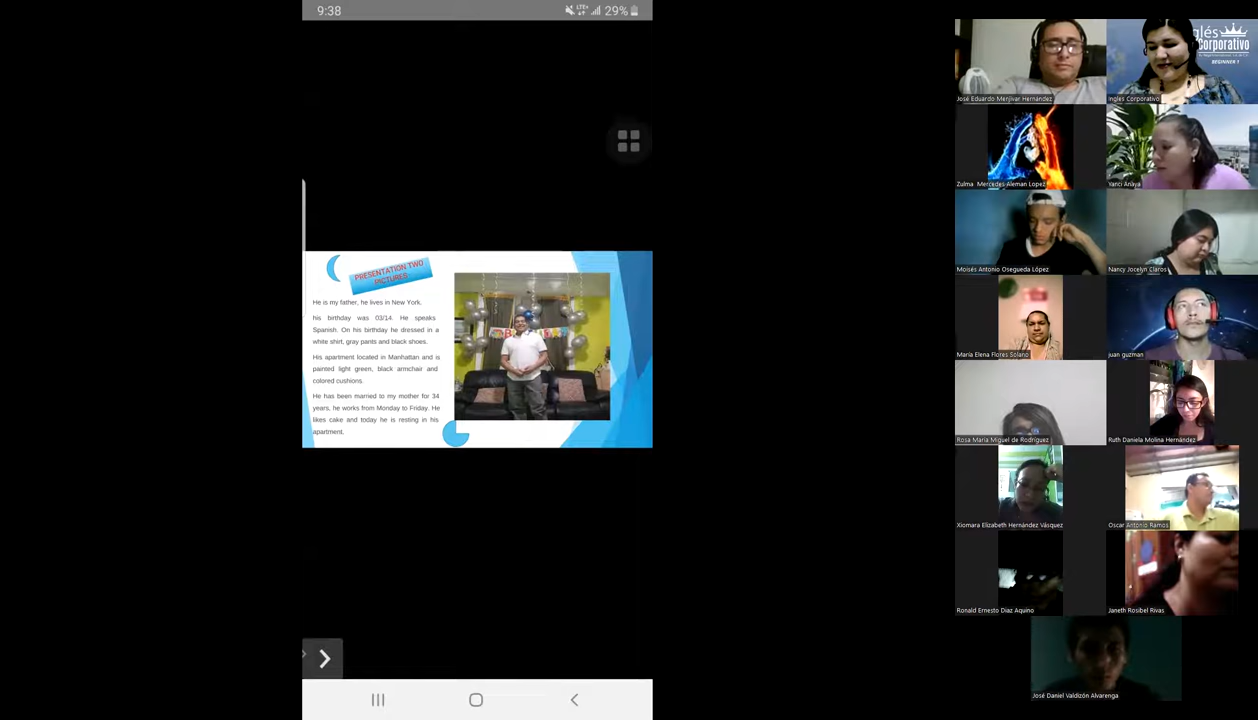 9:38
LTE+
29%
PRESENTATION TWO
PICTURES
He is my father, he lives in New York.
his birthday was 03/14. He speaks
Spanish. On his birthday he dressed in a
white shirt, gray pants and black shoes.
His apartment located in Manhattan and is
painted light green, black armchair and
colored cushions.
He has been married to my mother for 34
years, he works from Monday to Friday. He
likes cake and today he is resting in his
apartment.
José Eduardo Menjivar Hernández
glés
Corporativo
BEGINNER 1
Inglés Corporativo
Zulma Mercedes Aleman Lopez
Yanci Anaya
Moisés Antonio Osegueda López
Nancy Jocelyn Claros
María Elena Flores Solano
juan guzman
Rosa María Miguel de Rodríguez
Ruth Daniela Molina Hernández
Xiomara Elizabeth Hernández Vásquez
Oscar Antonio Ramos
Ronald Ernesto Díaz Aquino
Janeth Rosibel Rivas
José Daniel Valdizón Alvarenga